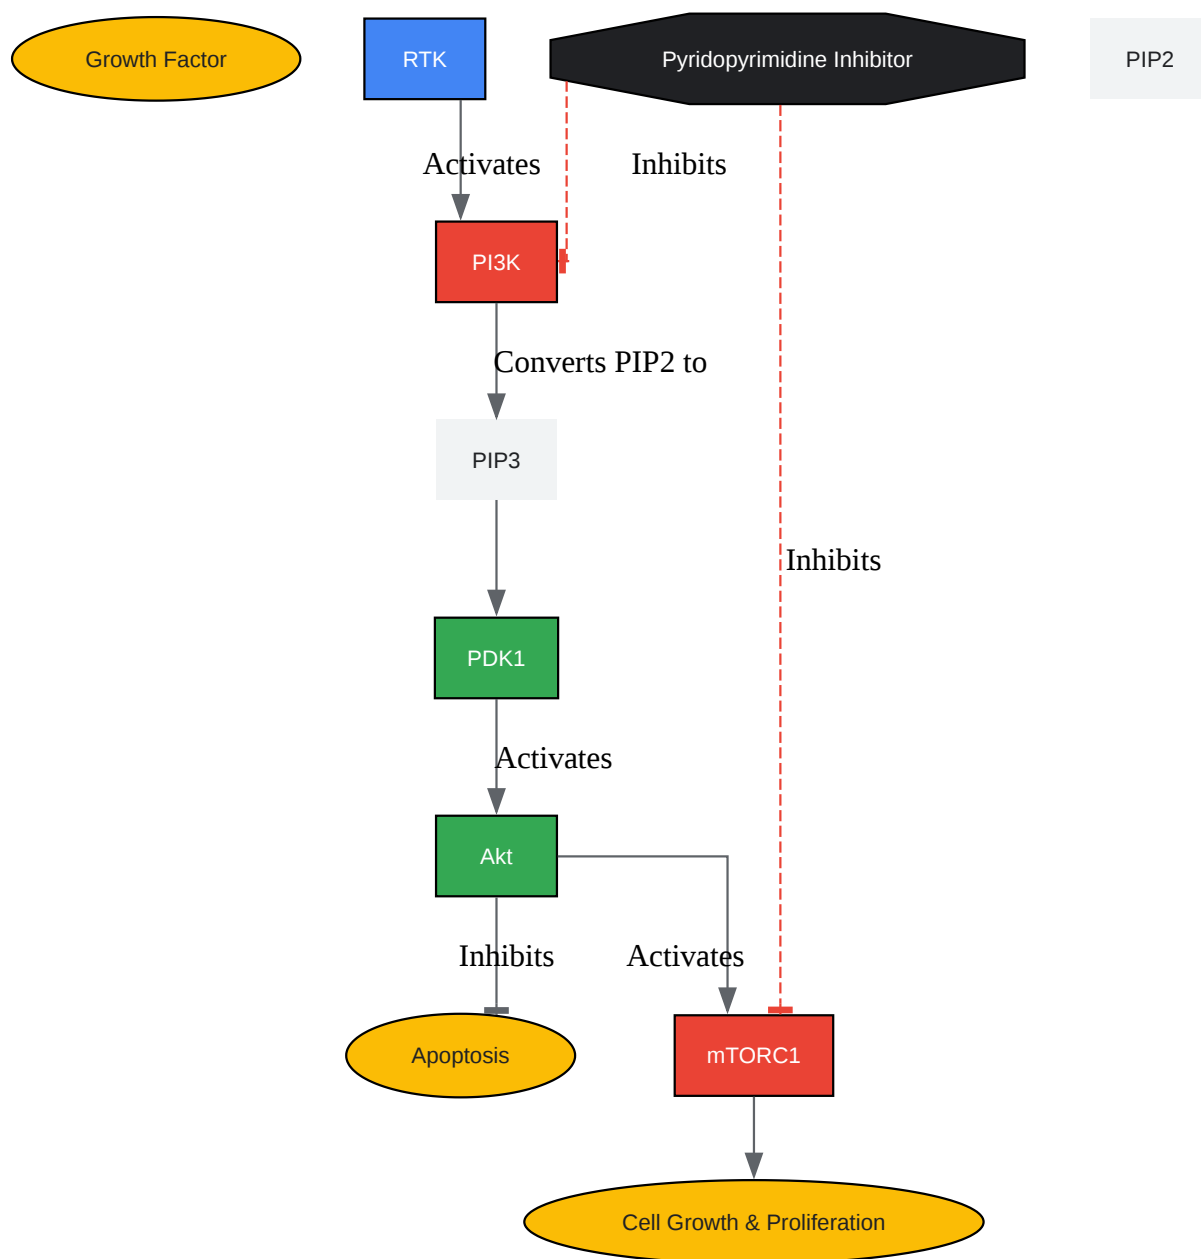 Growth Factor
RTK
Pyridopyrimidine Inhibitor
PIP2
Activates
Inhibits
PI3K
Converts PIP2 to
PIP3
Inhibits
PDK1
Activates
Akt
Inhibits
Activates
Apoptosis
mTORC1
Cell Growth & Proliferation